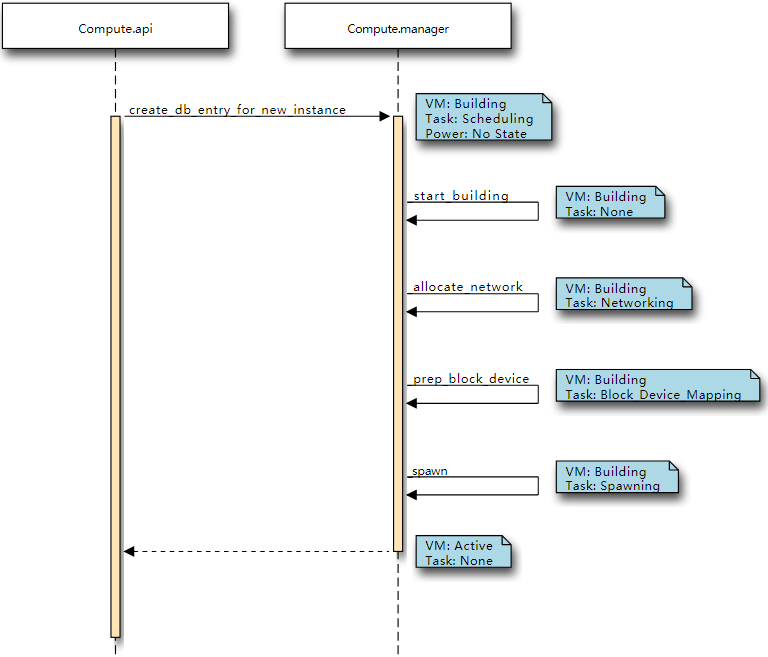 Compute.api
Compute.manager
create_db_entry_for_new_instance
VM: Building
Task: Scheduling
Power: No State
_start_building
VM: Building
Task: None
_allocate_network
VM: Building
Task: Networking
_prep_block_device
VM: Building
Task: Block_Device_Mapping
_spawn
VM: Building
Task: Spawning
VM: Active
Task: None